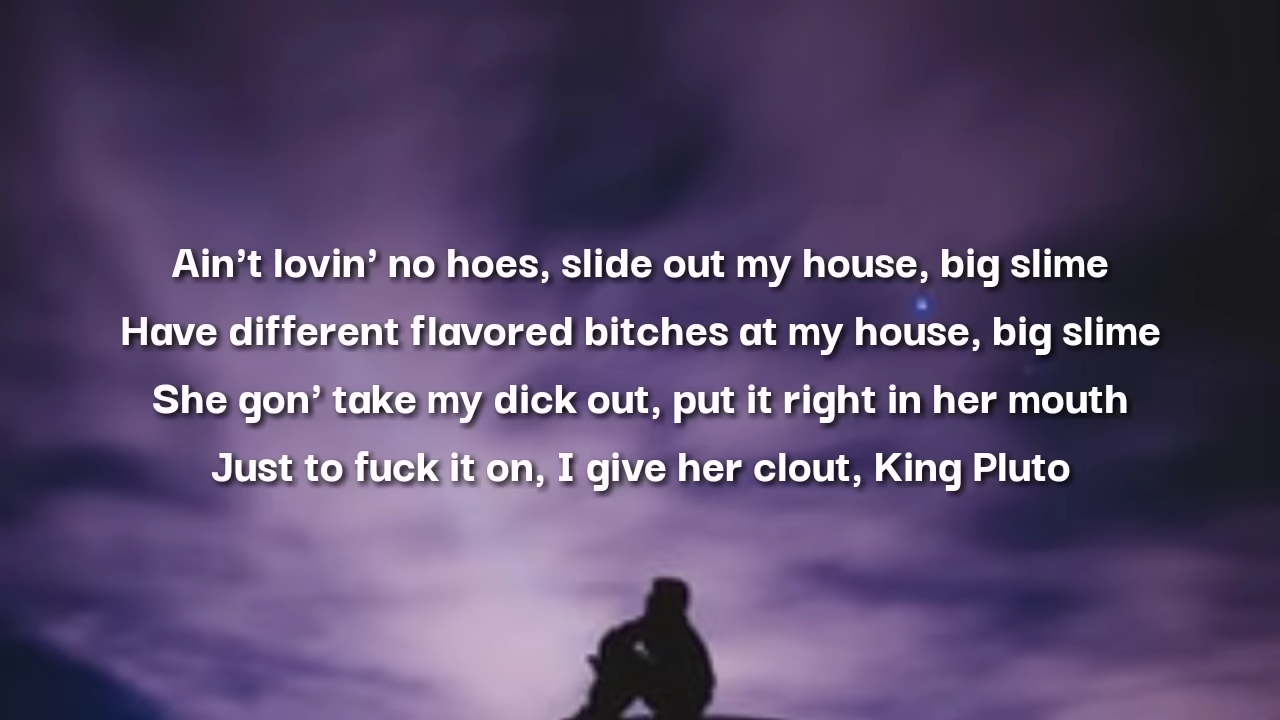 Ain’t lovin’ no hoes, slide out my house, big slime
Have different flavored bitches at my house, big slime
She gon’ take my dick out, put it right in her mouth
Just to fuck it on, I give her clout, King Pluto